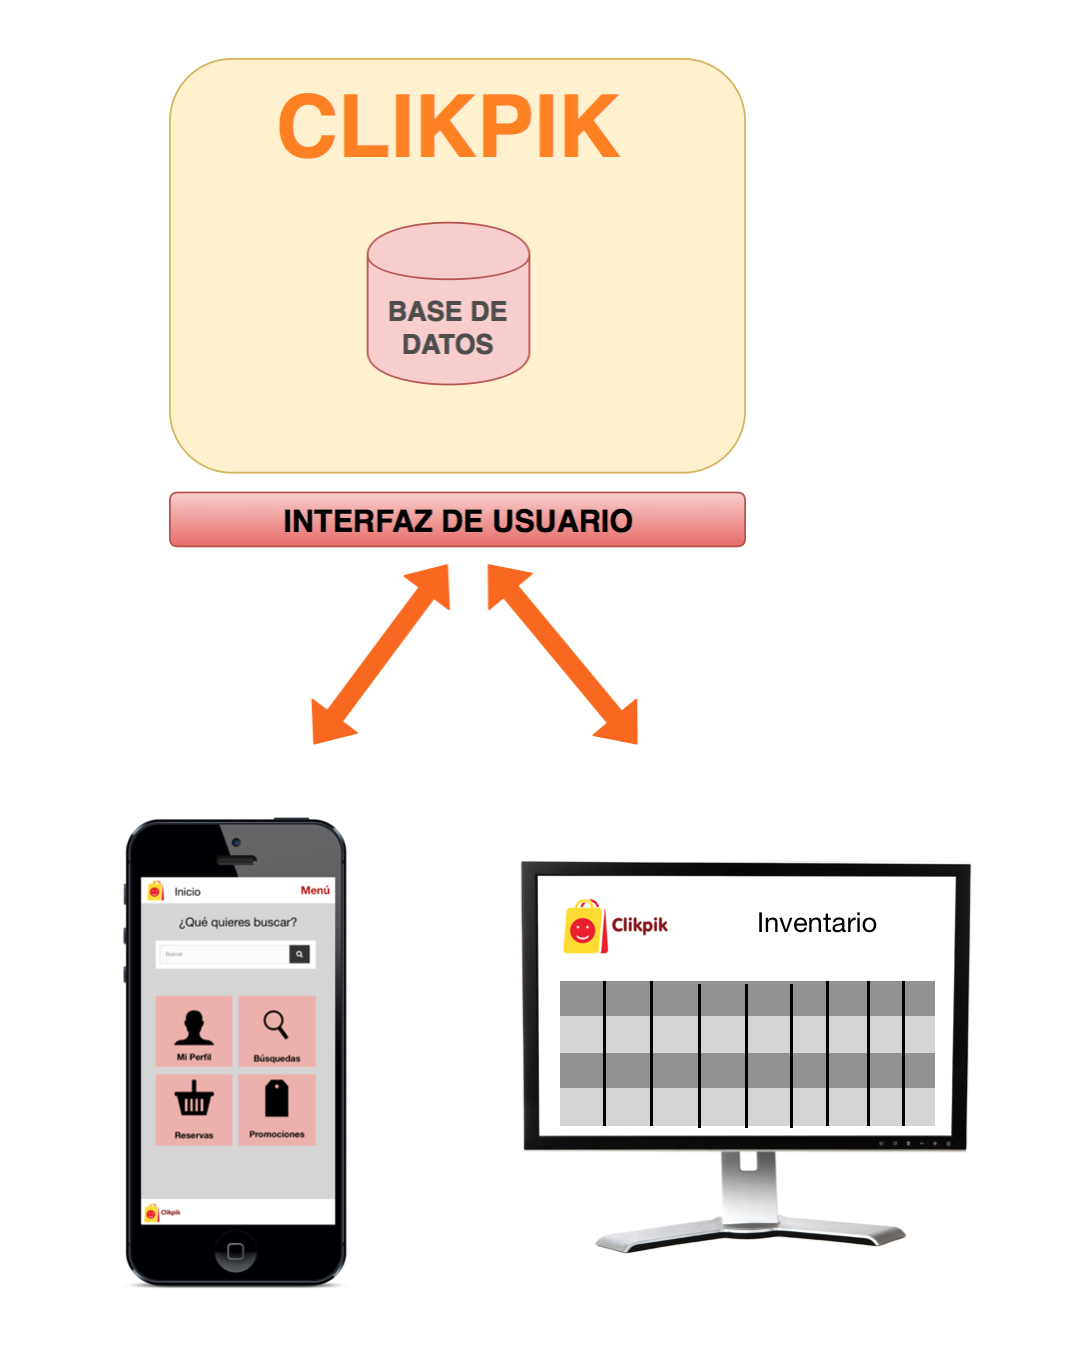 CLIKPIK
BASE DE
DATOS
INTERFAZ DE USUARIO
Inicio
Menú
¿Qué quieres buscar?
Buscar
Mi Perfil
Búsquedas
Reservas
Promociones
Clikpik
Clikpik
Inventario